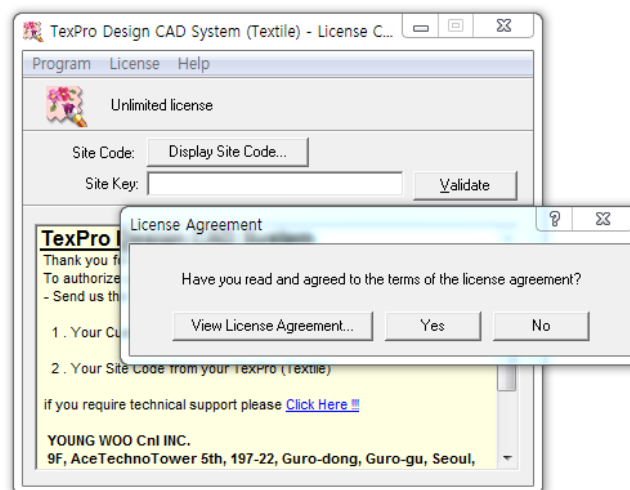 TexPro Design CAD System (Textile) - License C...
Program License Help
Unlimited license
Site Code: Display Site Code...
Site Key: Validate
License Agreement
Have you read and agreed to the terms of the license agreement?
View License Agreement... Yes No
TexPro
Thank you
To authorize
- Send us
1 . Your
2 . Your Site Code from your TexPro (Textile)
if you require technical support please Click Here !!!
YOUNG WOO CnI INC.
9F, AceTechnoTower 5th, 197-22, Guro-dong, Guro-gu, Seoul,